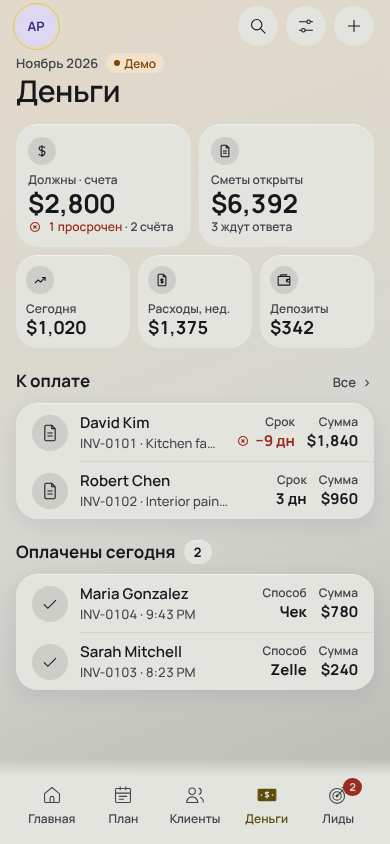 AP
Ноябрь 2026 Демо
Деньги
$
Должны · счета
$2,800
1 просрочен · 2 счёта
Сметы открыты
$6,392
3 ждут ответа
Сегодня
$1,020
Расходы, нед.
$1,375
Депозиты
$342
К оплате
Все
David Kim
INV-0101 · Kitchen fa...
Срок
−9 дн
Сумма
$1,840
Robert Chen
INV-0102 · Interior pain...
Срок
3 дн
Сумма
$960
Оплачены сегодня 2
Maria Gonzalez
INV-0104 · 9:43 PM
Способ
Чек
Сумма
$780
Sarah Mitchell
INV-0103 · 8:23 PM
Способ
Zelle
Сумма
$240
Главная
План
Клиенты
Деньги
2
Лиды